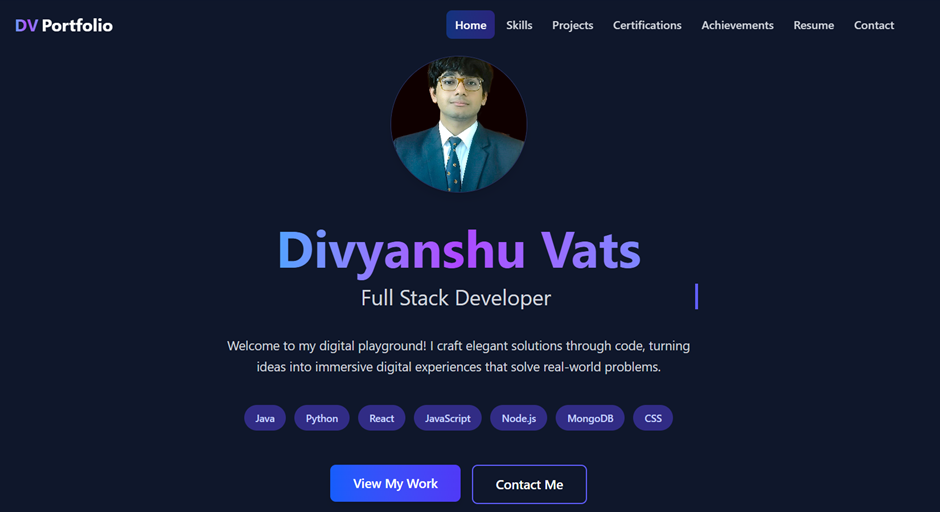 DV Portfolio
Home Skills Projects Certifications Achievements Resume Contact
Divyanshu Vats
Full Stack Developer
Welcome to my digital playground! I craft elegant solutions through code, turning
ideas into immersive digital experiences that solve real-world problems.
Java Python React JavaScript Node.js MongoDB CSS
View My Work Contact Me